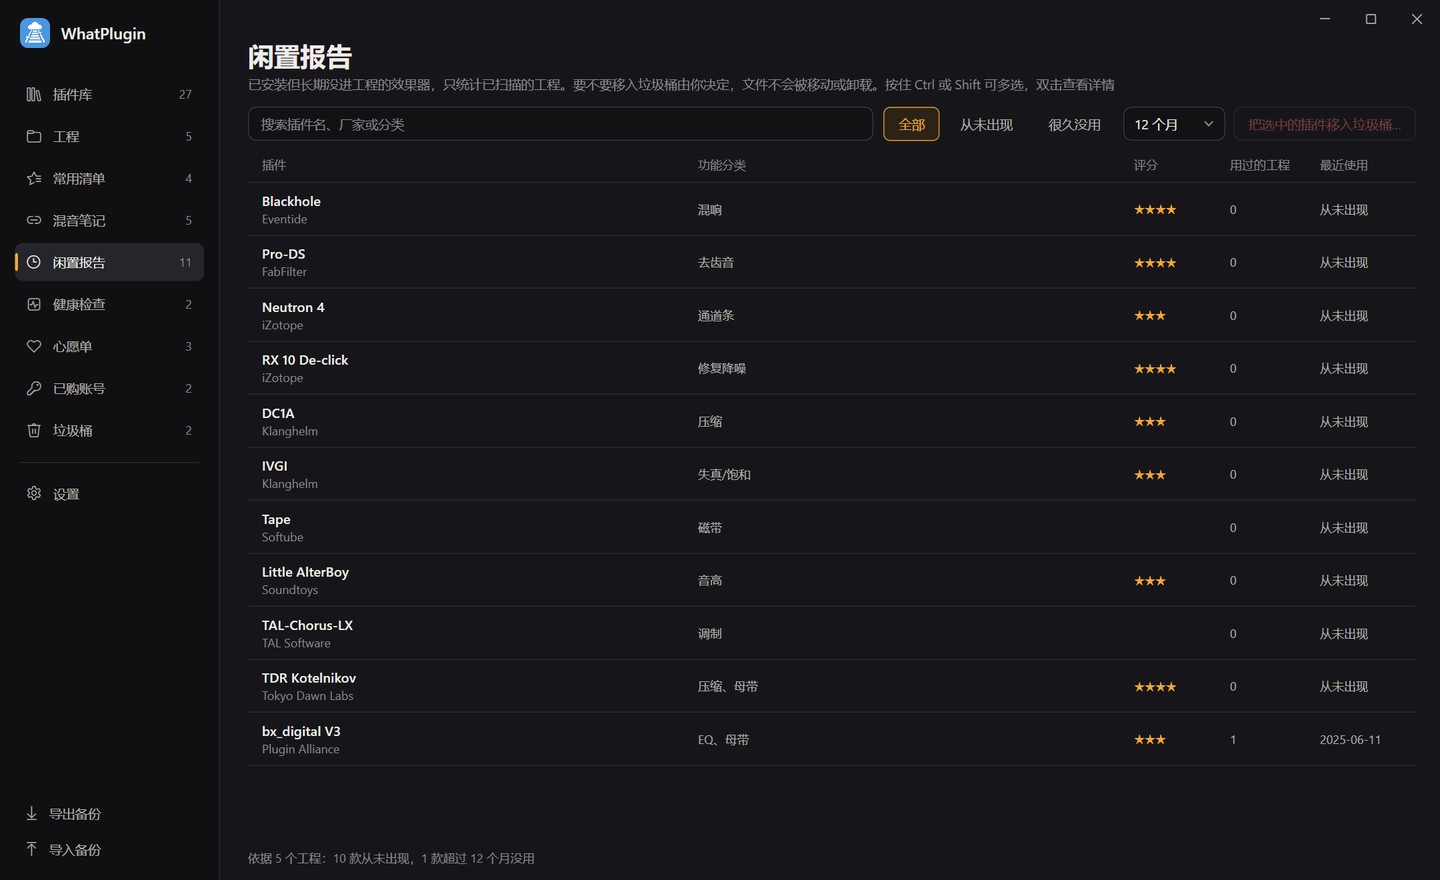 WhatPlugin
插件库 27
工程 5
常用清单 4
混音笔记 5
闲置报告 11
健康检查 2
心愿单 3
已购账号 2
垃圾桶 2
设置
导出备份
导入备份
闲置报告
已安装但长期没进工程的效果器，只统计已扫描的工程。要不要移入垃圾桶由你决定，文件不会被移动或卸载。按住 Ctrl 或 Shift 可多选，双击查看详情
搜索插件名、厂家或分类 全部 从未出现 很久没用 12 个月 把选中的插件移入垃圾桶...
插件 功能分类 评分 用过的工程 最近使用
Blackhole
Eventide
混响 ★★★★ 0 从未出现
Pro-DS
FabFilter
去齿音 ★★★★ 0 从未出现
Neutron 4
iZotope
通道条 ★★★ 0 从未出现
RX 10 De-click
iZotope
修复降噪 ★★★★ 0 从未出现
DC1A
Klanghelm
压缩 ★★★ 0 从未出现
IVGI
Klanghelm
失真/饱和 ★★★ 0 从未出现
Tape
Softube
磁带 0 从未出现
Little AlterBoy
Soundtoys
音高 ★★★ 0 从未出现
TAL-Chorus-LX
TAL Software
调制 0 从未出现
TDR Kotelnikov
Tokyo Dawn Labs
压缩、母带 ★★★★ 0 从未出现
bx_digital V3
Plugin Alliance
EQ、母带 ★★★ 1 2025-06-11
依据 5 个工程：10 款从未出现，1 款超过 12 个月没用